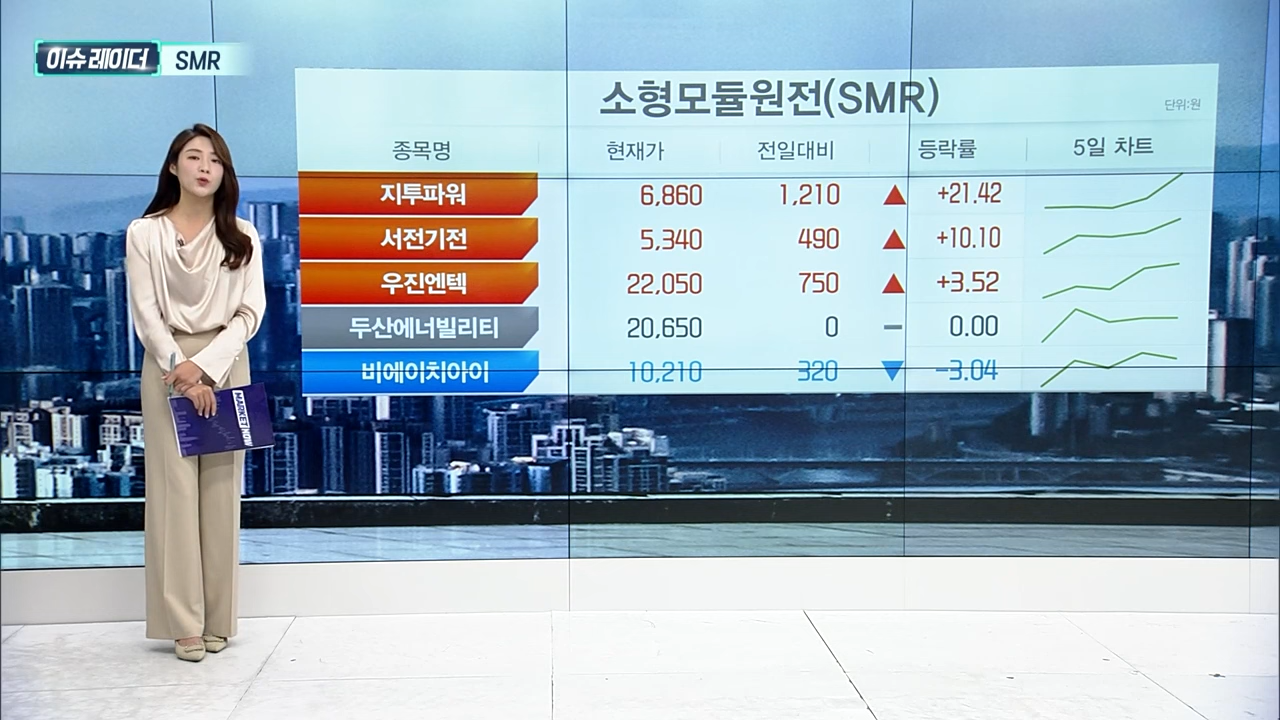 이슈 레이더 SMR
소형모듈원전(SMR)
단위:원
종목명 현재가 전일대비 등락률 5일 차트
지투파워 6,860 1,210 ▲ +21.42
서전기전 5,340 490 ▲ +10.10
우진엔텍 22,050 750 ▲ +3.52
두산에너빌리티 20,650 0 − 0.00
비에이치아이 10,210 320 ▼ −3.04
MARKET NOW